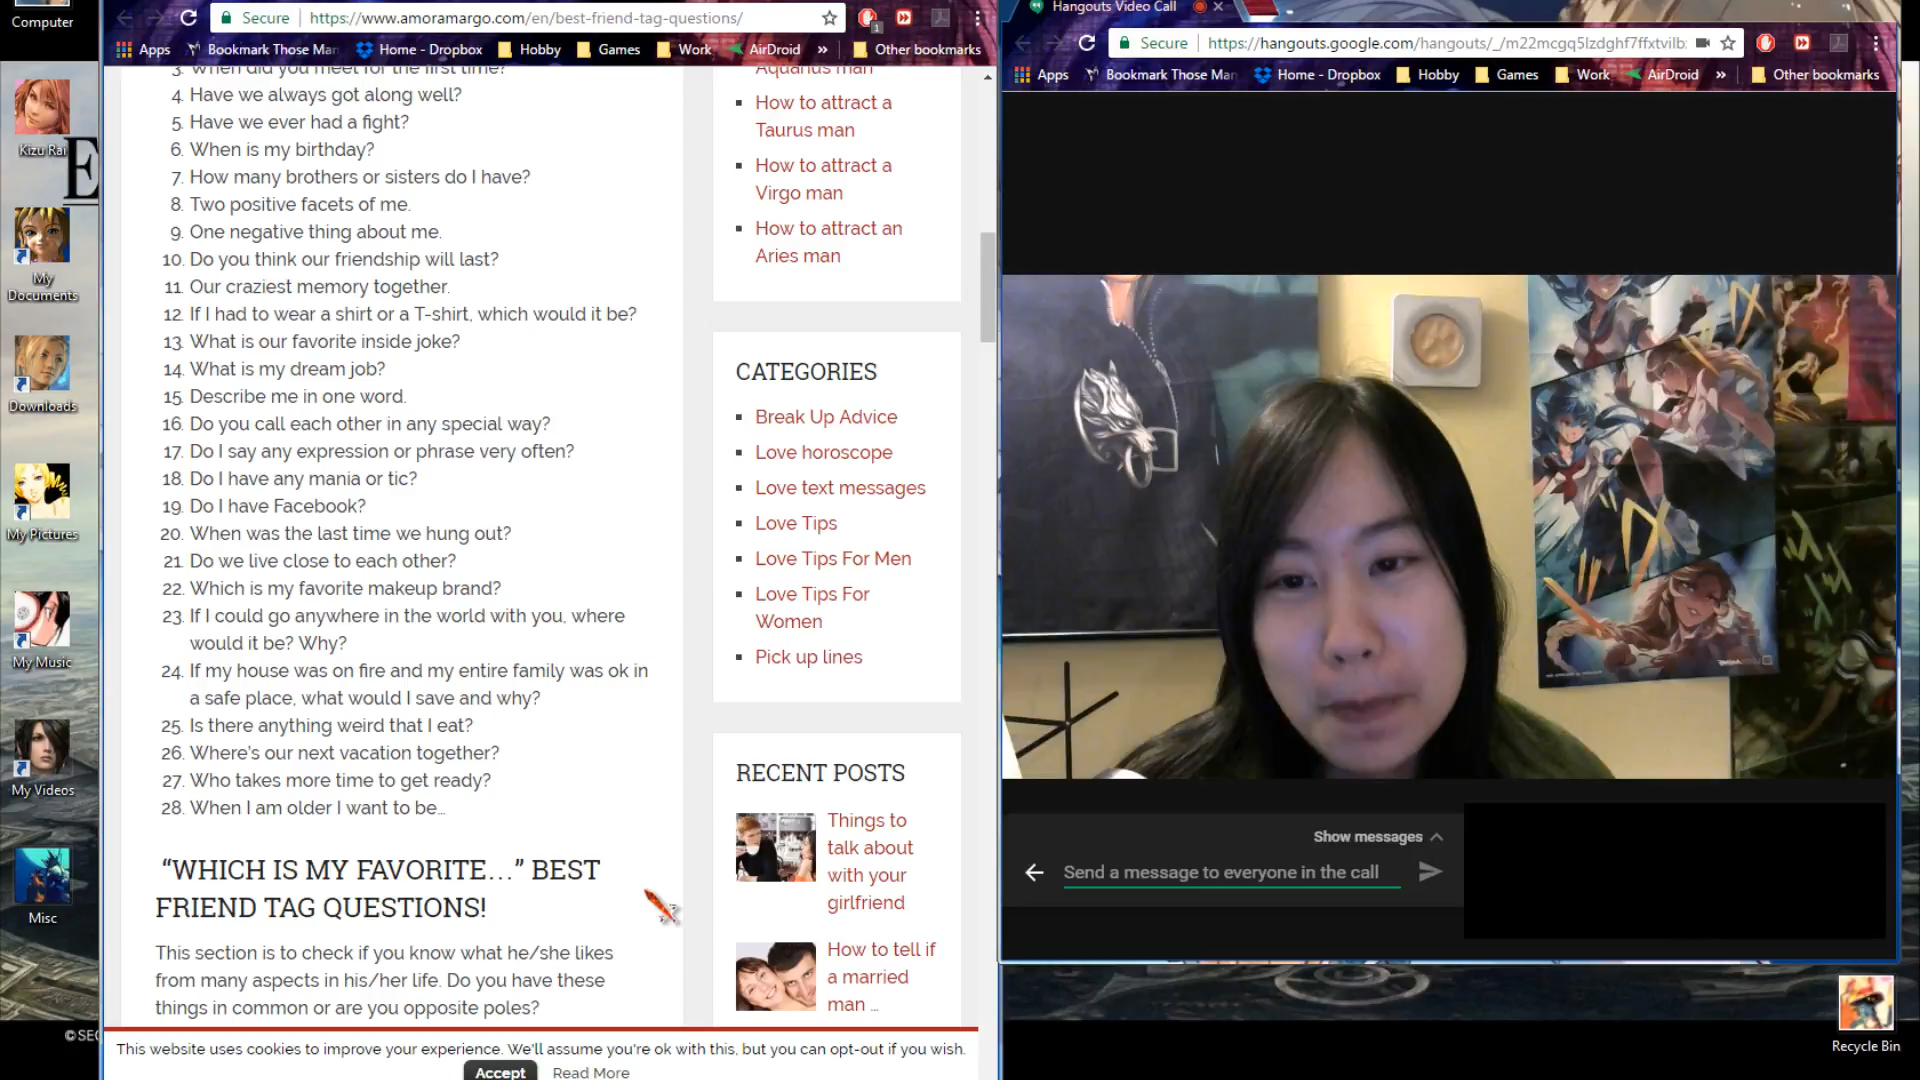 Computer
Kizu Rai
E
My Documents
Downloads
My Pictures
My Music
My Videos
Misc
© SEC
Secure
https://www.amoramargo.com/en/best-friend-tag-questions/
1
Apps
Bookmark Those Man
Home - Dropbox
Hobby
Games
Work
AirDroid
»
Other bookmarks
3. When did you meet for the first time?
4. Have we always got along well?
5. Have we ever had a fight?
6. When is my birthday?
7. How many brothers or sisters do I have?
8. Two positive facets of me.
9. One negative thing about me.
10. Do you think our friendship will last?
11. Our craziest memory together.
12. If I had to wear a shirt or a T-shirt, which would it be?
13. What is our favorite inside joke?
14. What is my dream job?
15. Describe me in one word.
16. Do you call each other in any special way?
17. Do I say any expression or phrase very often?
18. Do I have any mania or tic?
19. Do I have Facebook?
20. When was the last time we hung out?
21. Do we live close to each other?
22. Which is my favorite makeup brand?
23. If I could go anywhere in the world with you, where
would it be? Why?
24. If my house was on fire and my entire family was ok in
a safe place, what would I save and why?
25. Is there anything weird that I eat?
26. Where's our next vacation together?
27. Who takes more time to get ready?
28. When I am older I want to be…
“WHICH IS MY FAVORITE…” BEST
FRIEND TAG QUESTIONS!
This section is to check if you know what he/she likes
from many aspects in his/her life. Do you have these
things in common or are you opposite poles?
Aquarius man
How to attract a
Taurus man
How to attract a
Virgo man
How to attract an
Aries man
CATEGORIES
Break Up Advice
Love horoscope
Love text messages
Love Tips
Love Tips For Men
Love Tips For
Women
Pick up lines
RECENT POSTS
Things to
talk about
with your
girlfriend
How to tell if
a married
man …
This website uses cookies to improve your experience. We'll assume you're ok with this, but you can opt-out if you wish.
Accept
Read More
Hangouts Video Call
Secure
https://hangouts.google.com/hangouts/_/m22mcgq5lzdghf7ffxtvilb
Apps
Bookmark Those Man
Home - Dropbox
Hobby
Games
Work
AirDroid
»
Other bookmarks
Show messages
Send a message to everyone in the call
Recycle Bin